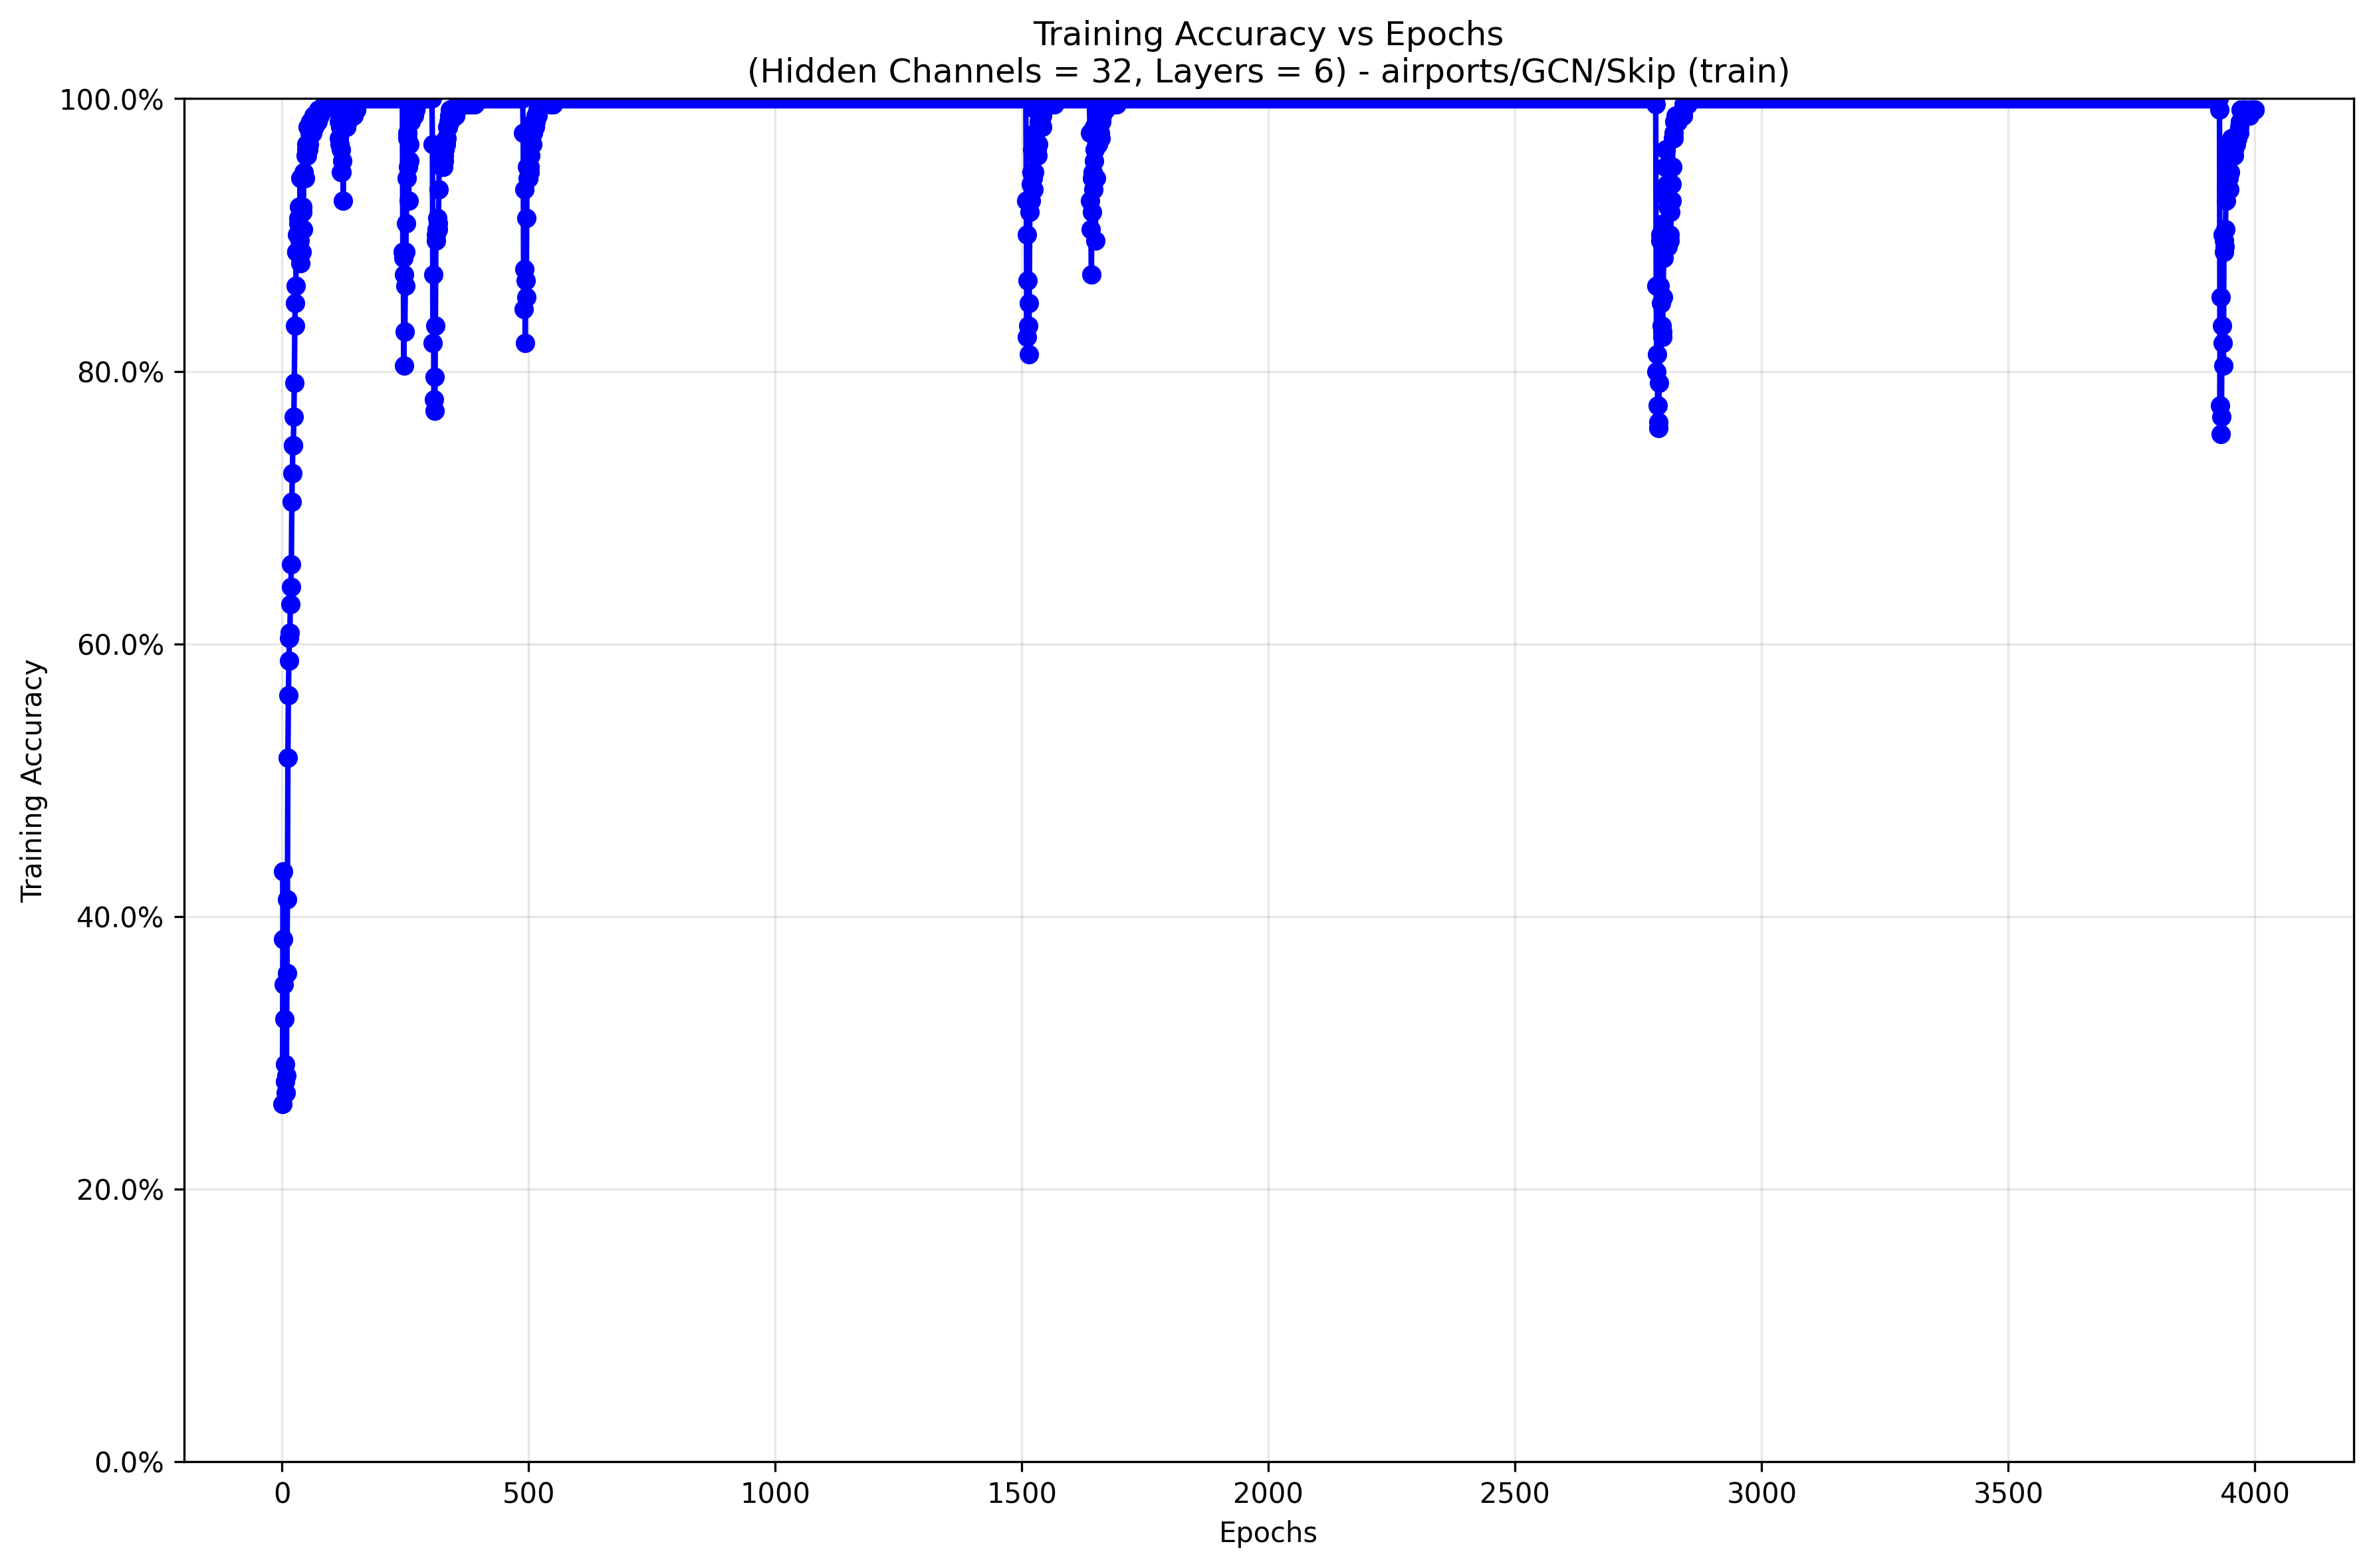 Training Accuracy vs Epochs
(Hidden Channels = 32, Layers = 6) - airports/GCN/Skip (train)
100.0%
80.0%
60.0%
40.0%
20.0%
0.0%
Training Accuracy
0 500 1000 1500 2000 2500 3000 3500 4000
Epochs